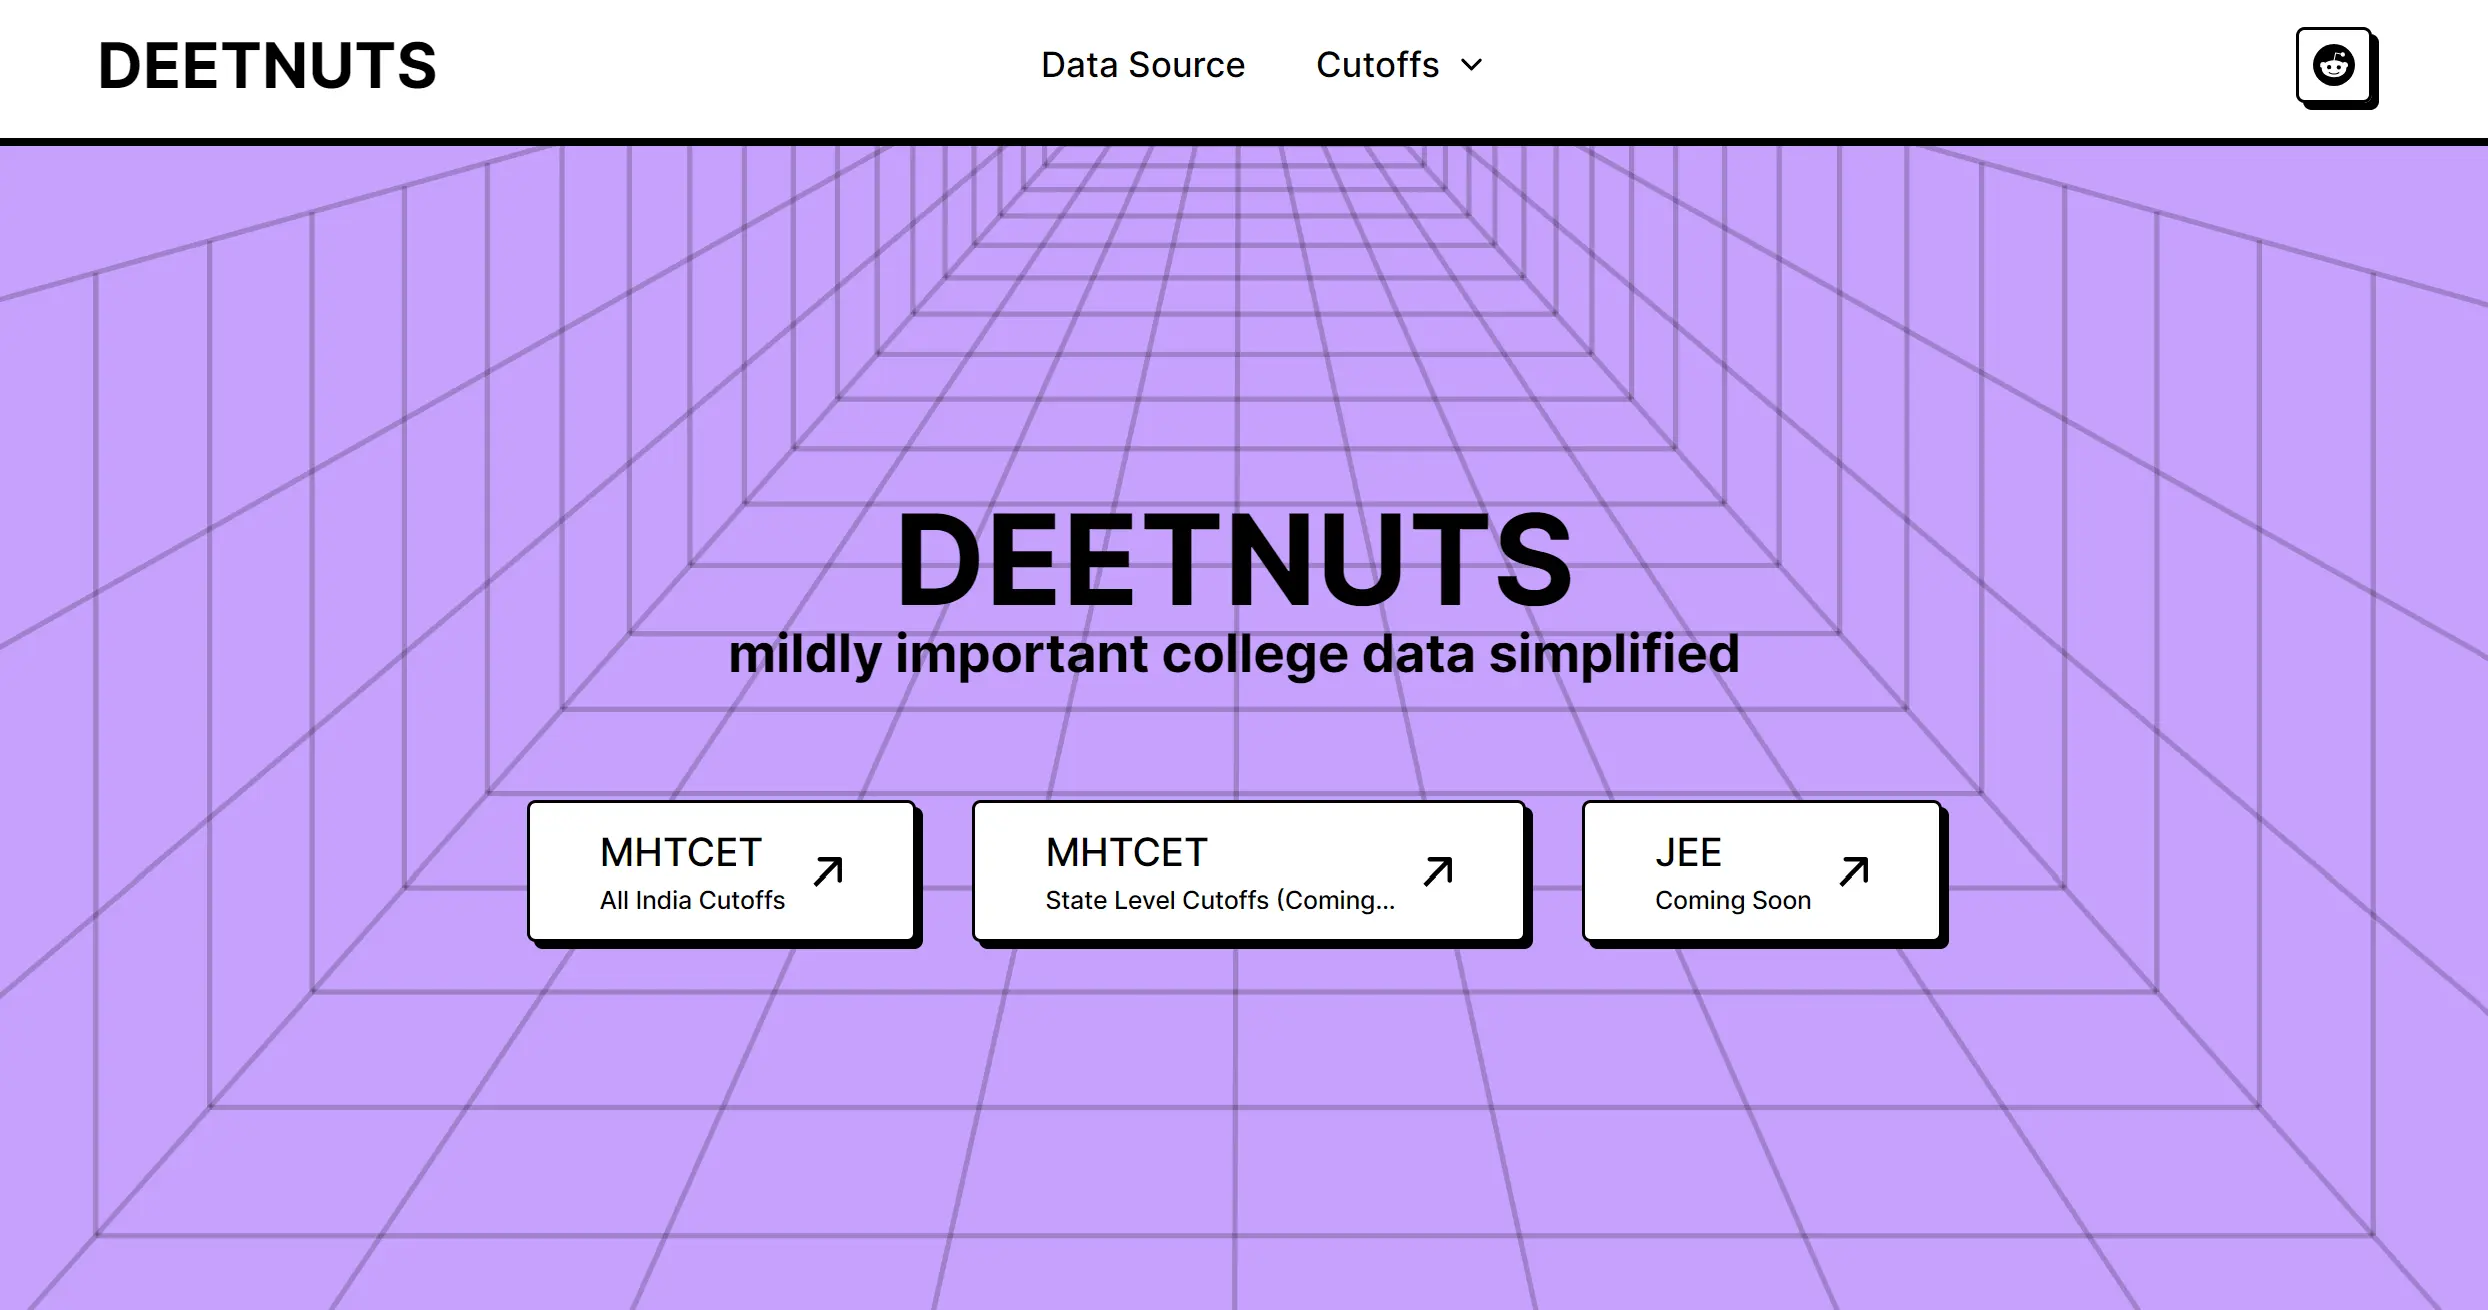 DEETNUTS
Data Source
Cutoffs
DEETNUTS
mildly important college data simplified
MHTCET
All India Cutoffs
MHTCET
State Level Cutoffs (Coming...
JEE
Coming Soon